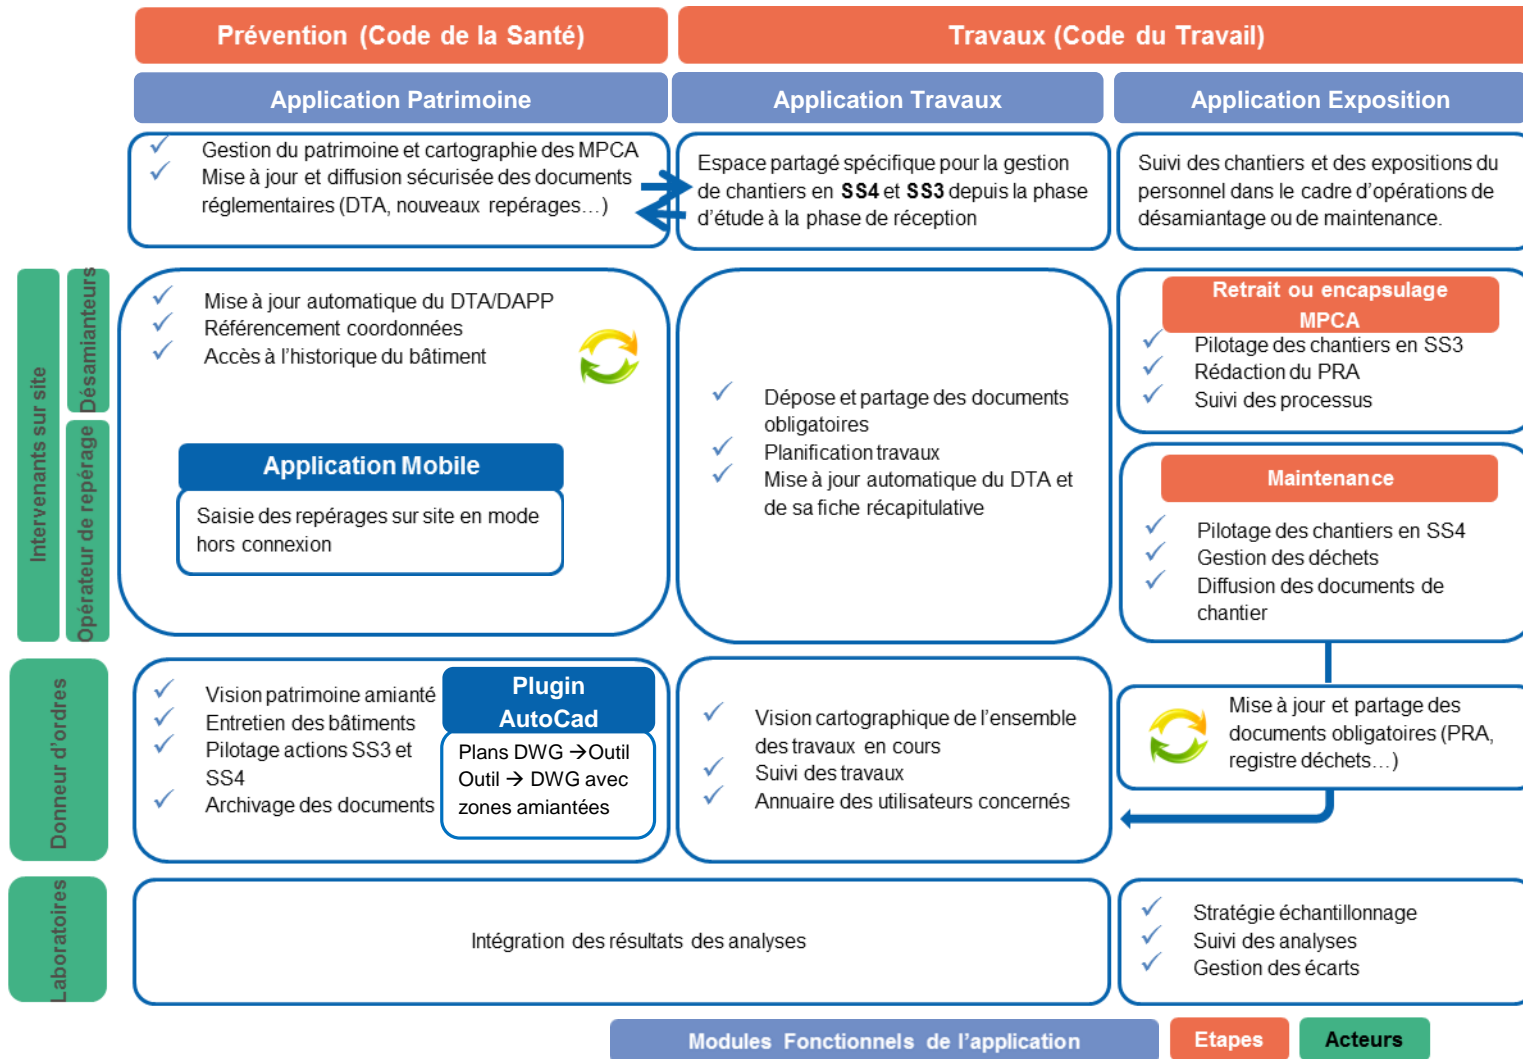 Prévention (Code de la Santé)
Travaux (Code du Travail)
Application Patrimoine
Application Travaux
Application Exposition
Gestion du patrimoine et cartographie des MPCA
Mise à jour et diffusion sécurisée des documents
réglementaires (DTA, nouveaux repérages…)
Espace partagé spécifique pour la gestion
de chantiers en SS4 et SS3 depuis la phase
d’étude à la phase de réception
Suivi des chantiers et des expositions du
personnel dans le cadre d’opérations de
désamiantage ou de maintenance.
Intervenants sur site
Désamianteurs
Opérateur de repérage
Mise à jour automatique du DTA/DAPP
Référencement coordonnées
Accès à l’historique du bâtiment
Application Mobile
Saisie des repérages sur site en mode
hors connexion
Dépose et partage des documents
obligatoires
Planification travaux
Mise à jour automatique du DTA et
de sa fiche récapitulative
Retrait ou encapsulage
MPCA
Pilotage des chantiers en SS3
Rédaction du PRA
Suivi des processus
Maintenance
Pilotage des chantiers en SS4
Gestion des déchets
Diffusion des documents de
chantier
Donneur d’ordres
Vision patrimoine amianté
Entretien des bâtiments
Pilotage actions SS3 et
SS4
Archivage des documents
Plugin
AutoCad
Plans DWG →Outil
Outil → DWG avec
zones amiantées
Vision cartographique de l’ensemble
des travaux en cours
Suivi des travaux
Annuaire des utilisateurs concernés
Mise à jour et partage des
documents obligatoires (PRA,
registre déchets…)
Laboratoires
Intégration des résultats des analyses
Stratégie échantillonnage
Suivi des analyses
Gestion des écarts
Modules Fonctionnels de l’application
Etapes
Acteurs